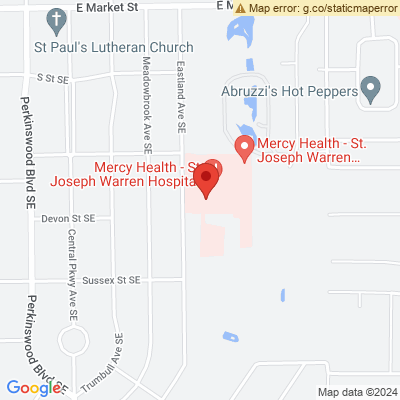 E Market St
E M
Map error: g.co/staticmaperror
St Paul's Lutheran Church
S St SE
Meadowbrook Ave SE
Eastland Ave SE
Abruzzi's Hot Peppers
Perkinswood Blvd SE
Mercy Health - St.
Joseph Warren...
Mercy Health - St
Joseph Warren Hospital
Devon St SE
Central Pkwy Ave SE
Sussex St SE
Perkinswood Blvd SE
Trumbull Ave SE
Google
Map data ©2024